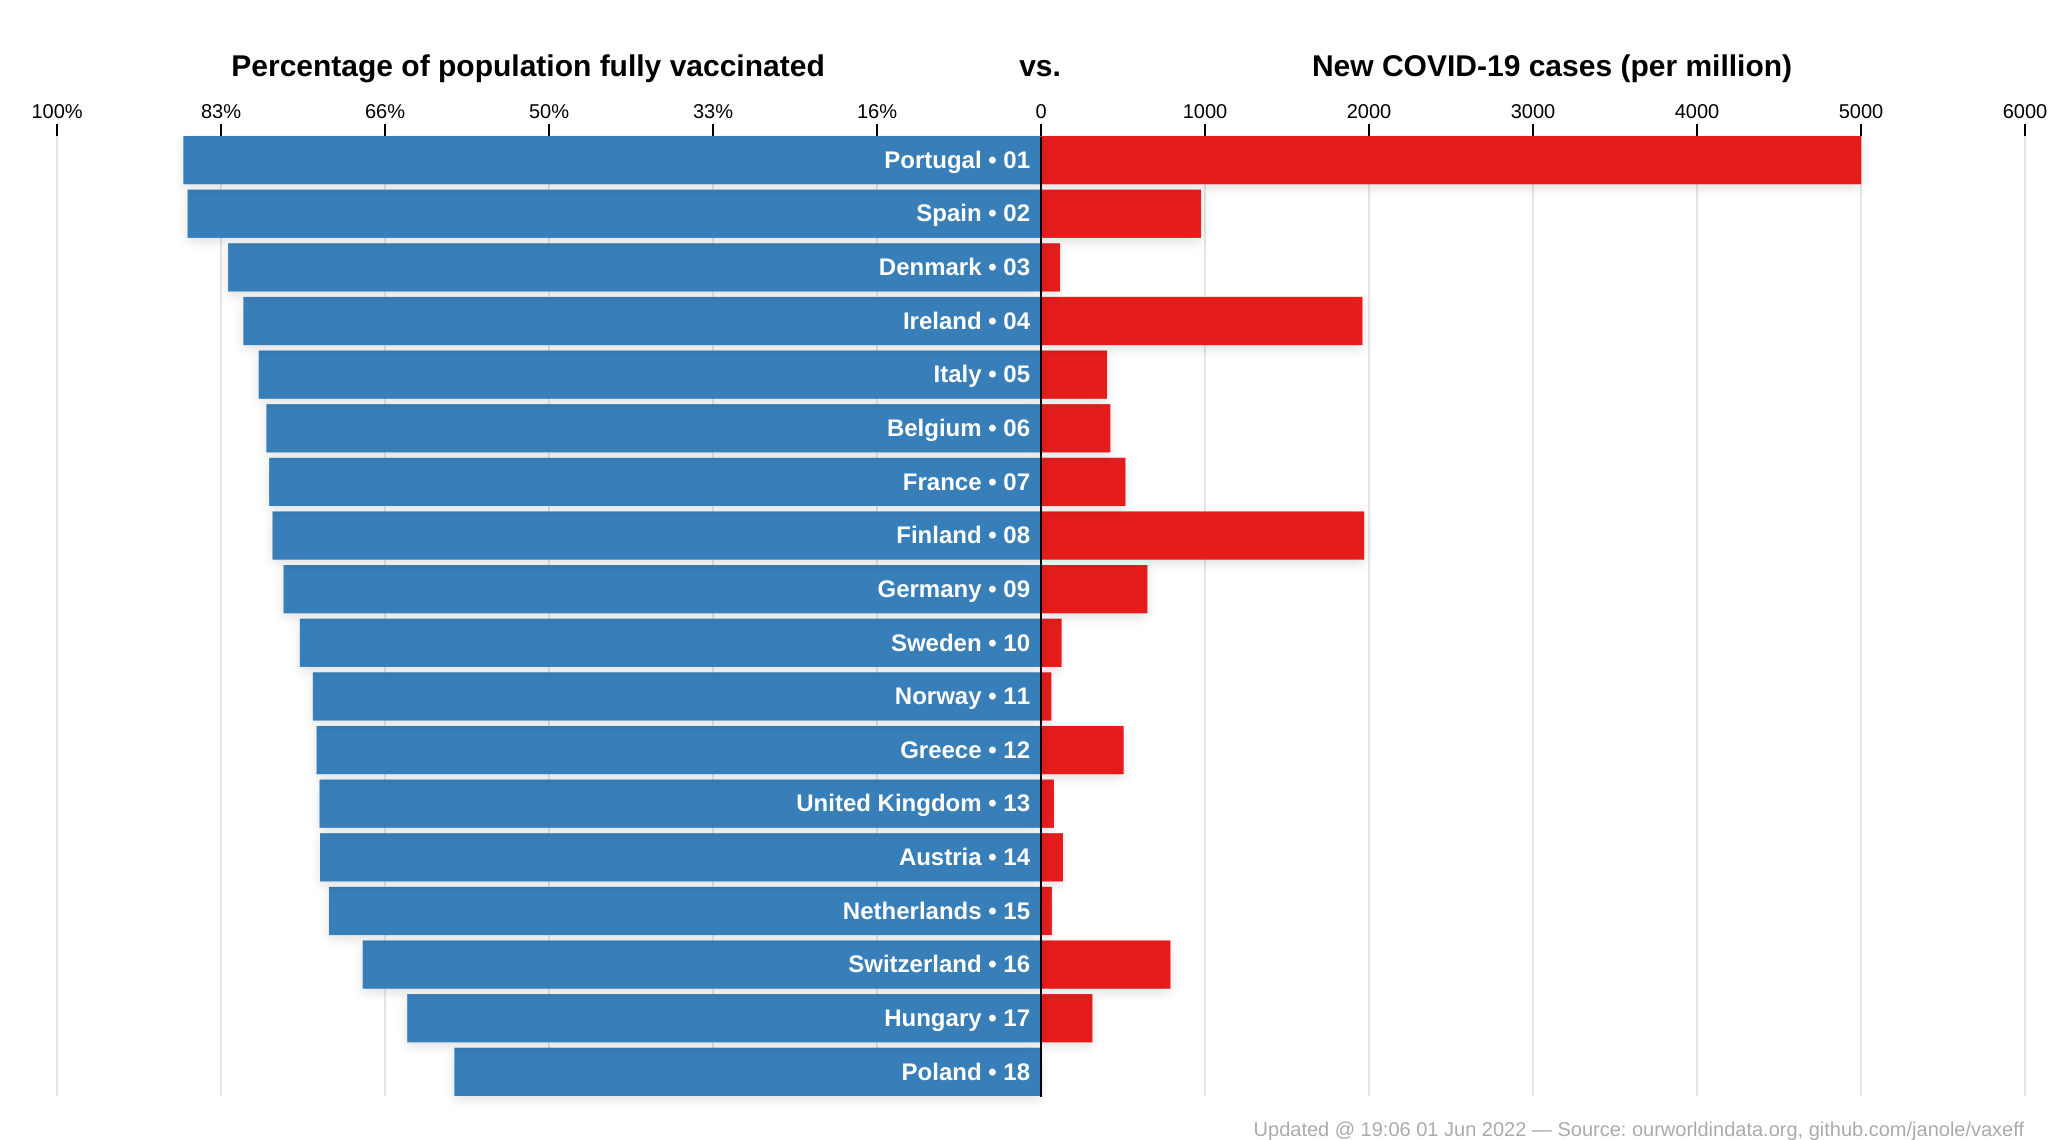 Percentage of population fully vaccinated vs. New COVID-19 cases (per million)
100% 83% 66% 50% 33% 16% 0 1000 2000 3000 4000 5000 6000
Portugal • 01
Spain • 02
Denmark • 03
Ireland • 04
Italy • 05
Belgium • 06
France • 07
Finland • 08
Germany • 09
Sweden • 10
Norway • 11
Greece • 12
United Kingdom • 13
Austria • 14
Netherlands • 15
Switzerland • 16
Hungary • 17
Poland • 18
Updated @ 19:06 01 Jun 2022 — Source: ourworldindata.org, github.com/janole/vaxeff